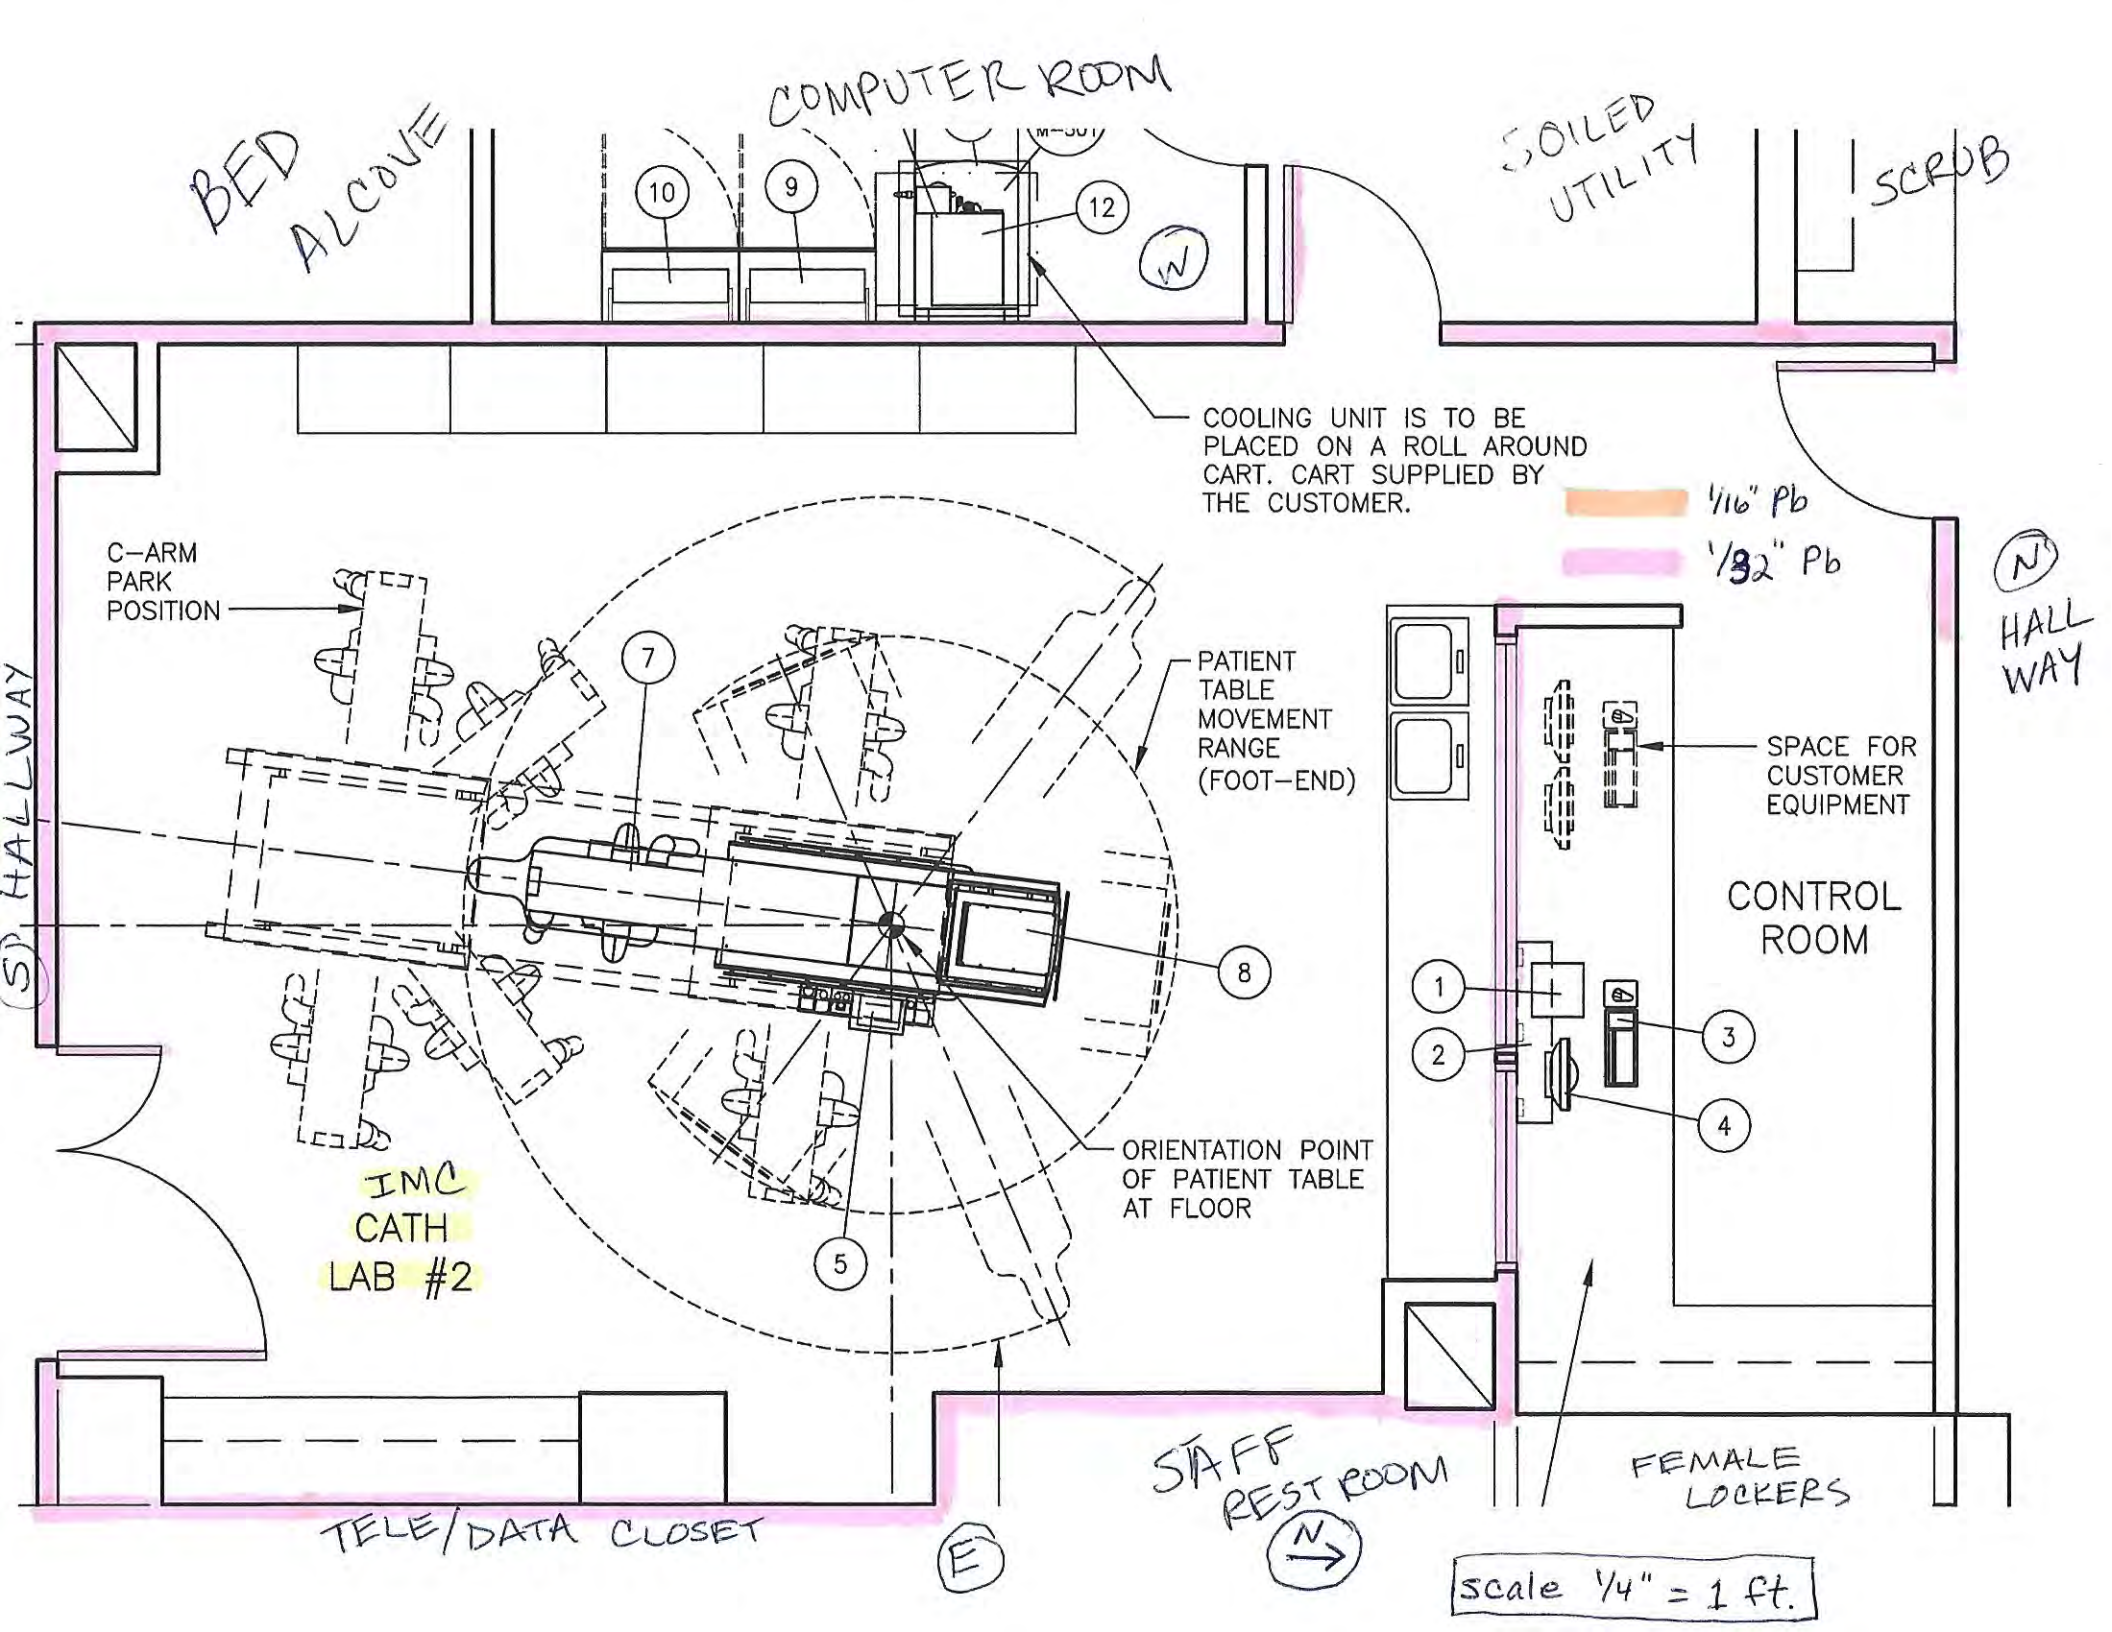 COMPUTER ROOM
BED
ALCOVE
SOILED
UTILITY
SCRUB
M-301
10
9
12
W
COOLING UNIT IS TO BE
PLACED ON A ROLL AROUND
CART. CART SUPPLIED BY
THE CUSTOMER.
1/16" Pb
1/32" Pb
N
HALL
WAY
C-ARM
PARK
POSITION
7
PATIENT
TABLE
MOVEMENT
RANGE
(FOOT-END)
SPACE FOR
CUSTOMER
EQUIPMENT
CONTROL
ROOM
S HALLWAY
8
1
2
3
4
5
ORIENTATION POINT
OF PATIENT TABLE
AT FLOOR
IMC
CATH
LAB #2
TELE/DATA CLOSET
E
STAFF
RESTROOM
N
FEMALE
LOCKERS
scale 1/4" = 1 ft.